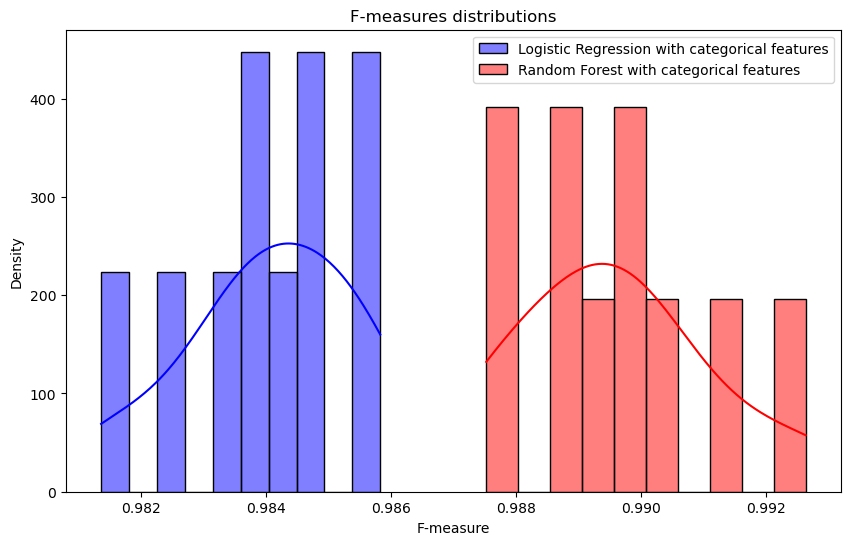 F-measures distributions
Logistic Regression with categorical features
Random Forest with categorical features
Density
400
300
200
100
0
0.982 0.984 0.986 0.988 0.990 0.992
F-measure